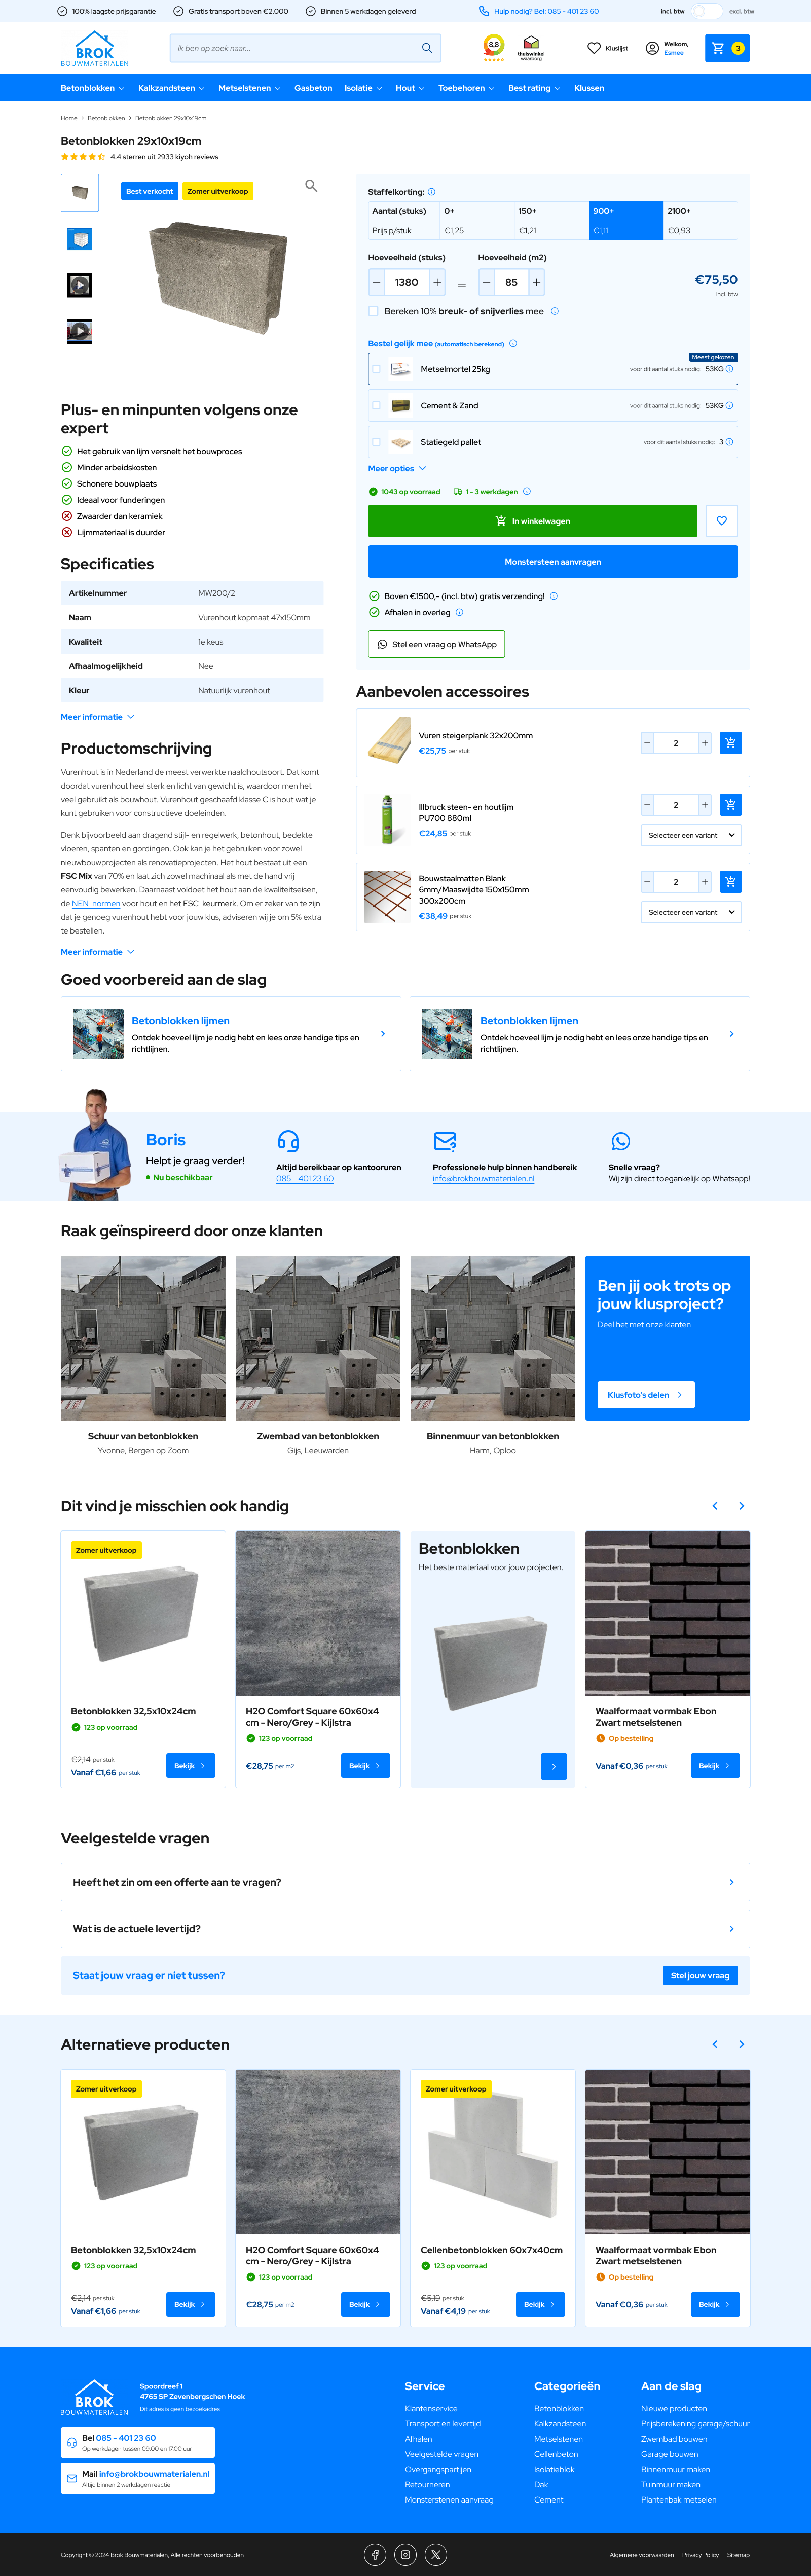 100% laagste prijsgarantie
Gratis transport boven €2.000
Binnen 5 werkdagen geleverd
Hulp nodig? Bel: 085 - 401 23 60
incl. btw
excl. btw
BROK
BOUWMATERIALEN
Ik ben op zoek naar...
8,8
thuiswinkel
waarborg
Kluslijst
Welkom,
Esmee
3
Betonblokken
Kalkzandsteen
Metselstenen
Gasbeton
Isolatie
Hout
Toebehoren
Best rating
Klussen
Home > Betonblokken > Betonblokken 29x10x19cm
Betonblokken 29x10x19cm
4.4 sterren uit 2933 kiyoh reviews
Best verkocht
Zomer uitverkoop
Plus- en minpunten volgens onze
expert
Het gebruik van lijm versnelt het bouwproces
Minder arbeidskosten
Schonere bouwplaats
Ideaal voor funderingen
Zwaarder dan keramiek
Lijmmateriaal is duurder
Specificaties
Artikelnummer MW200/2
Naam Vurenhout kopmaat 47x150mm
Kwaliteit 1e keus
Afhaalmogelijkheid Nee
Kleur Natuurlijk vurenhout
Meer informatie
Productomschrijving
Vurenhout is in Nederland de meest verwerkte naaldhoutsoort. Dat komt
doordat vurenhout heel sterk en licht van gewicht is, waardoor men het
veel gebruikt als bouwhout. Vurenhout geschaafd klasse C is hout wat je
kunt gebruiken voor constructieve doeleinden.
Denk bijvoorbeeld aan dragend stijl- en regelwerk, betonhout, bedekte
vloeren, spanten en gordingen. Ook kan je het gebruiken voor zowel
nieuwbouwprojecten als renovatieprojecten. Het hout bestaat uit een
FSC Mix van 70% en laat zich zowel machinaal als met de hand vrij
eenvoudig bewerken. Daarnaast voldoet het hout aan de kwaliteitseisen,
de NEN-normen voor hout en het FSC-keurmerk. Om er zeker van te zijn
dat je genoeg vurenhout hebt voor jouw klus, adviseren wij je om 5% extra
te bestellen.
Meer informatie
Staffelkorting:
Aantal (stuks) 0+ 150+ 900+ 2100+
Prijs p/stuk €1,25 €1,21 €1,11 €0,93
Hoeveelheid (stuks)
Hoeveelheid (m2)
1380 = 85
€75,50
incl. btw
Bereken 10% breuk- of snijverlies mee
Bestel gelijk mee (automatisch berekend)
Meest gekozen
Metselmortel 25kg voor dit aantal stuks nodig: 53KG
Cement & Zand voor dit aantal stuks nodig: 53KG
Statiegeld pallet voor dit aantal stuks nodig: 3
Meer opties
1043 op voorraad
1 - 3 werkdagen
In winkelwagen
Monstersteen aanvragen
Boven €1500,- (incl. btw) gratis verzending!
Afhalen in overleg
Stel een vraag op WhatsApp
Aanbevolen accessoires
Vuren steigerplank 32x200mm
€25,75 per stuk
2
Illbruck steen- en houtlijm
PU700 880ml
€24,85 per stuk
2
Selecteer een variant
Bouwstaalmatten Blank
6mm/Maaswijdte 150x150mm
300x200cm
€38,49 per stuk
2
Selecteer een variant
Goed voorbereid aan de slag
Betonblokken lijmen
Ontdek hoeveel lijm je nodig hebt en lees onze handige tips en
richtlijnen.
Betonblokken lijmen
Ontdek hoeveel lijm je nodig hebt en lees onze handige tips en
richtlijnen.
Boris
Helpt je graag verder!
Nu beschikbaar
Altijd bereikbaar op kantooruren
085 - 401 23 60
Professionele hulp binnen handbereik
info@brokbouwmaterialen.nl
Snelle vraag?
Wij zijn direct toegankelijk op Whatsapp!
Raak geïnspireerd door onze klanten
Schuur van betonblokken
Yvonne, Bergen op Zoom
Zwembad van betonblokken
Gijs, Leeuwarden
Binnenmuur van betonblokken
Harm, Oploo
Ben jij ook trots op
jouw klusproject?
Deel het met onze klanten
Klusfoto's delen
Dit vind je misschien ook handig
Zomer uitverkoop
Betonblokken 32,5x10x24cm
123 op voorraad
€2,14 per stuk
Vanaf €1,66 per stuk
Bekijk
H2O Comfort Square 60x60x4
cm - Nero/Grey - Kijlstra
123 op voorraad
€28,75 per m2
Bekijk
Betonblokken
Het beste materiaal voor jouw projecten.
Waalformaat vormbak Ebon
Zwart metselstenen
Op bestelling
Vanaf €0,36 per stuk
Bekijk
Veelgestelde vragen
Heeft het zin om een offerte aan te vragen?
Wat is de actuele levertijd?
Staat jouw vraag er niet tussen?
Stel jouw vraag
Alternatieve producten
Zomer uitverkoop
Betonblokken 32,5x10x24cm
123 op voorraad
€2,14 per stuk
Vanaf €1,66 per stuk
Bekijk
H2O Comfort Square 60x60x4
cm - Nero/Grey - Kijlstra
123 op voorraad
€28,75 per m2
Bekijk
Zomer uitverkoop
Cellenbetonblokken 60x7x40cm
123 op voorraad
€5,19 per stuk
Vanaf €4,19 per stuk
Bekijk
Waalformaat vormbak Ebon
Zwart metselstenen
Op bestelling
Vanaf €0,36 per stuk
Bekijk
BROK
BOUWMATERIALEN
Spoordreef 1
4765 SP Zevenbergschen Hoek
Dit adres is geen bezoekadres
Bel 085 - 401 23 60
Op werkdagen tussen 09.00 en 17.00 uur
Mail info@brokbouwmaterialen.nl
Altijd binnen 2 werkdagen reactie
Service
Klantenservice
Transport en levertijd
Afhalen
Veelgestelde vragen
Overgangspartijen
Retourneren
Monsterstenen aanvraag
Categorieën
Betonblokken
Kalkzandsteen
Metselstenen
Cellenbeton
Isolatieblok
Dak
Cement
Aan de slag
Nieuwe producten
Prijsberekening garage/schuur
Zwembad bouwen
Garage bouwen
Binnenmuur maken
Tuinmuur maken
Plantenbak metselen
Copyright © 2024 Brok Bouwmaterialen, Alle rechten voorbehouden
Algemene voorwaarden
Privacy Policy
Sitemap